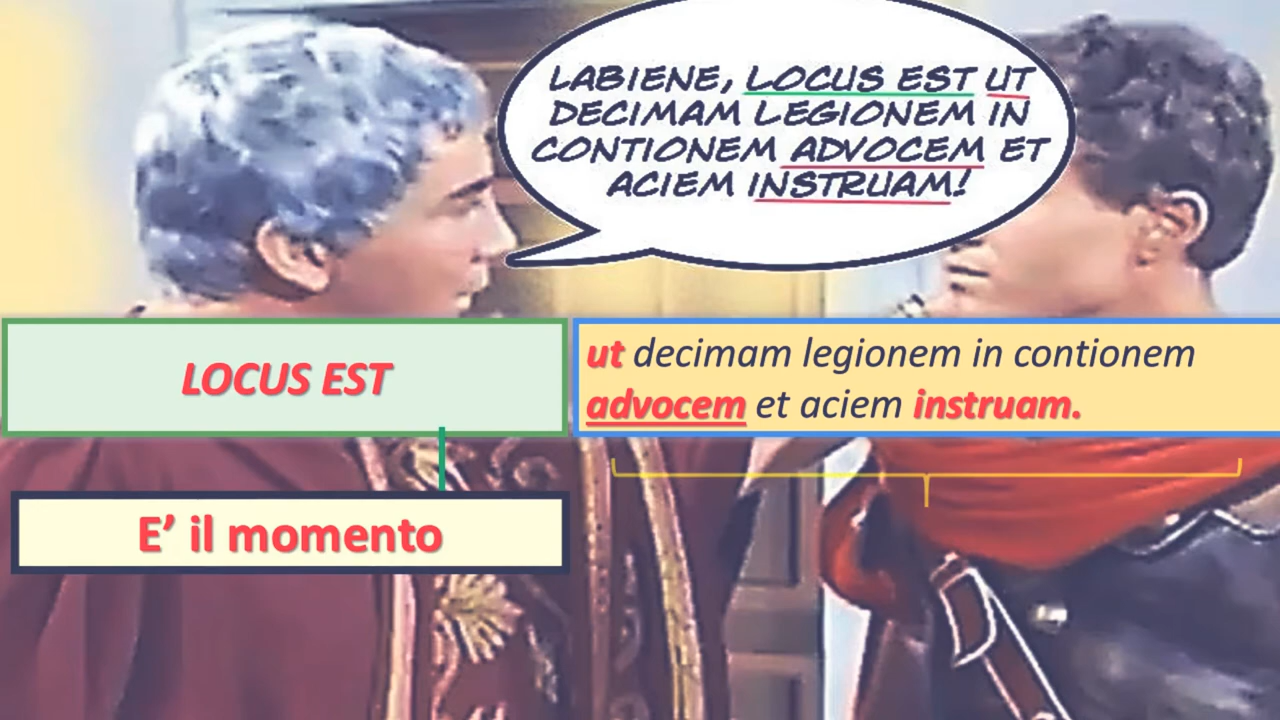 LABIENE, LOCUS EST UT
DECIMAM LEGIONEM IN
CONTIONEM ADVOCEM ET
ACIEM INSTRUAM!
LOCUS EST
ut decimam legionem in contionem
advocem et aciem instruam.
E’ il momento